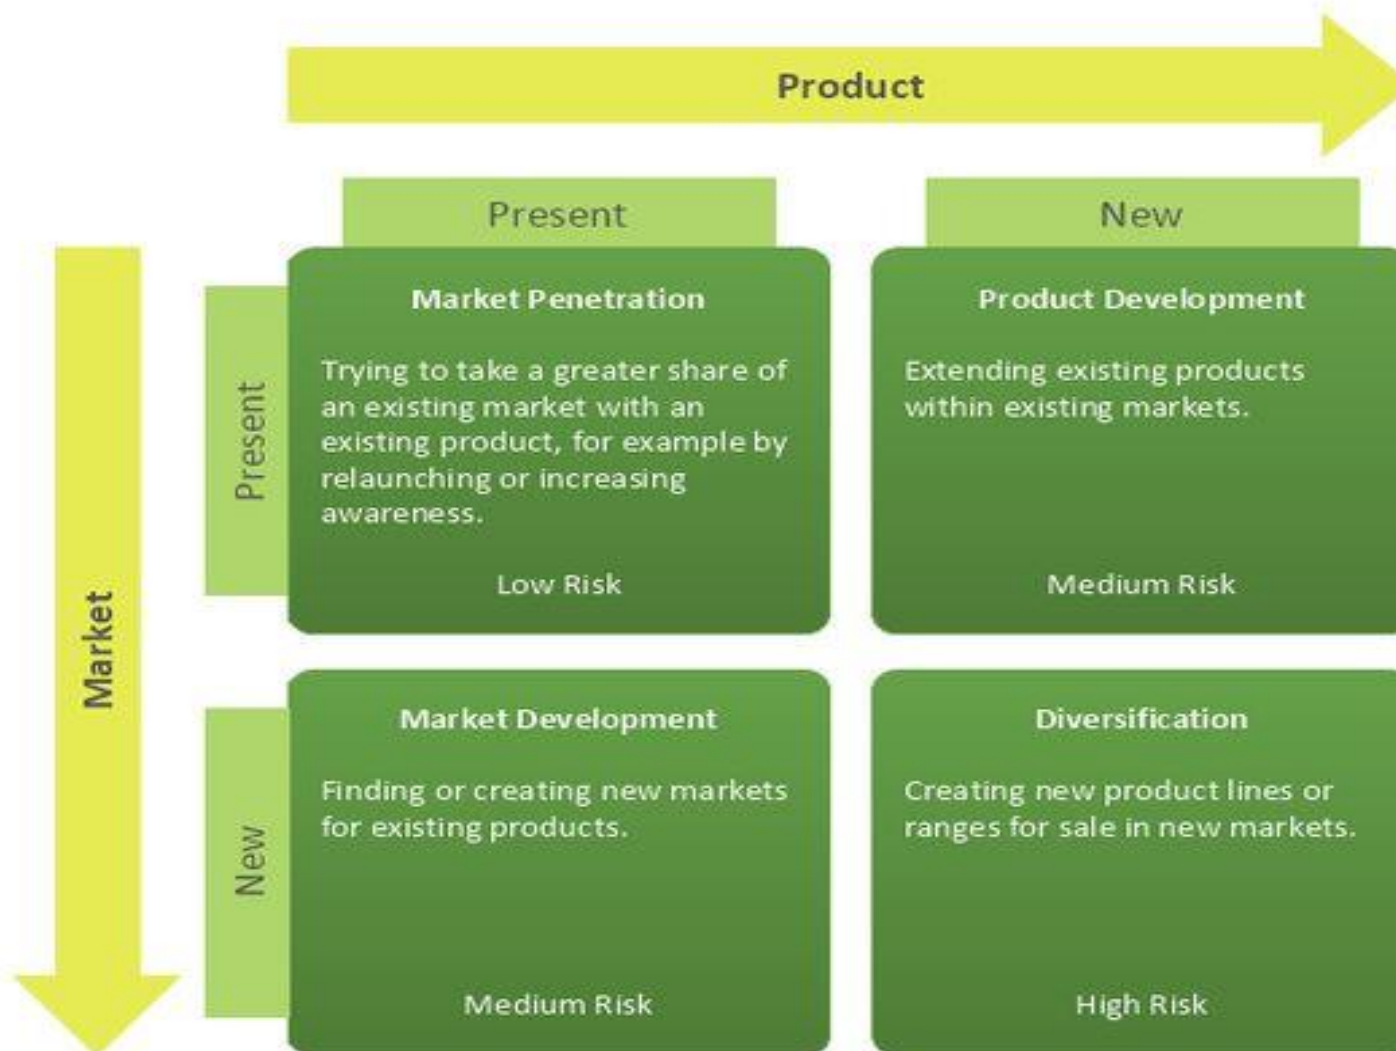 Product
Present
New
Market
Present
Market Penetration
Trying to take a greater share of
an existing market with an
existing product, for example by
relaunching or increasing
awareness.
Low Risk
Product Development
Extending existing products
within existing markets.
Medium Risk
New
Market Development
Finding or creating new markets
for existing products.
Medium Risk
Diversification
Creating new product lines or
ranges for sale in new markets.
High Risk